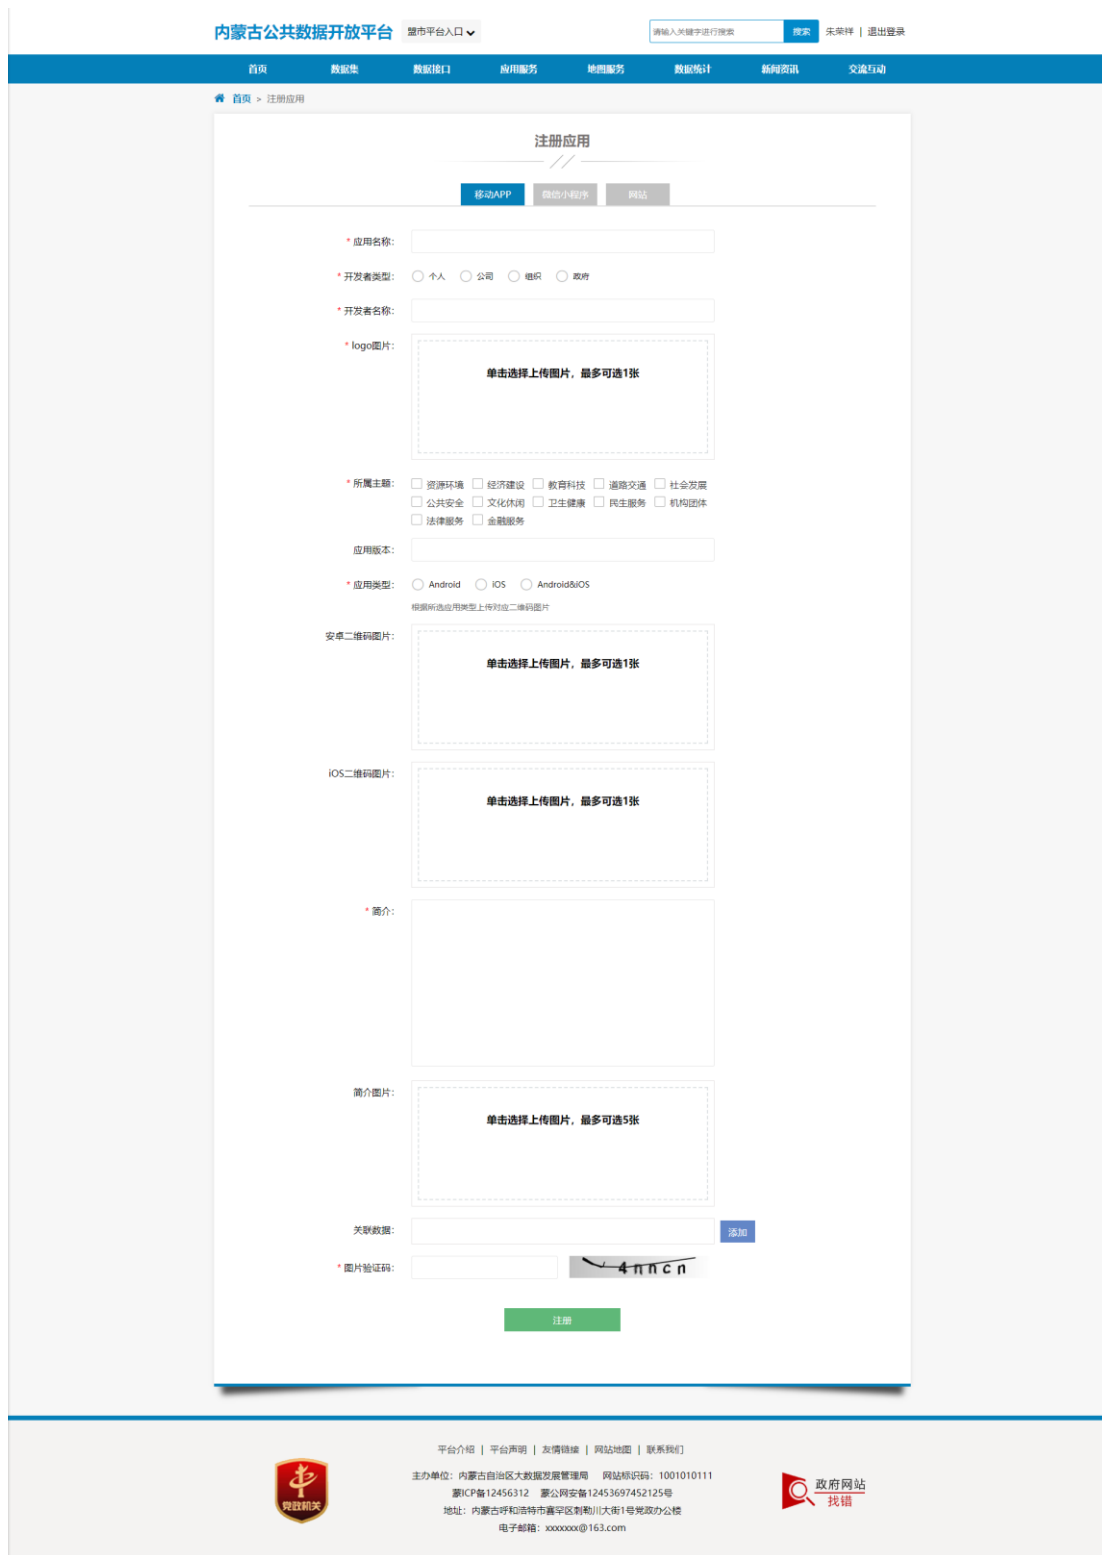 内蒙古公共数据开放平台 盟市平台入口 请输入关键字进行搜索 搜索 朱荣祥 | 退出登录
首页 数据集 数据接口 应用服务 地图服务 数据统计 新闻资讯 交流互动
首页 > 注册应用
注册应用
移动APP 微信小程序 网站
* 应用名称:
* 开发者类型: 个人 公司 组织 政府
* 开发者名称:
* logo图片:
单击选择上传图片，最多可选1张
* 所属主题: 资源环境 经济建设 教育科技 道路交通 社会发展
公共安全 文化休闲 卫生健康 民生服务 机构团体
法律服务 金融服务
应用版本:
* 应用类型: Android iOS Android&iOS
根据所选应用类型上传对应二维码图片
安卓二维码图片:
单击选择上传图片，最多可选1张
iOS二维码图片:
单击选择上传图片，最多可选1张
* 简介:
简介图片:
单击选择上传图片，最多可选5张
关联数据: 添加
* 图片验证码: 4nncn
注册
平台介绍 | 平台声明 | 友情链接 | 网站地图 | 联系我们
主办单位：内蒙古自治区大数据发展管理局 网站标识码：1001010111
蒙ICP备12456312 蒙公网安备12453697452125号
地址：内蒙古呼和浩特市赛罕区敕勒川大街1号党政办公楼
电子邮箱：xxxxxxx@163.com
党政机关
政府网站
找错